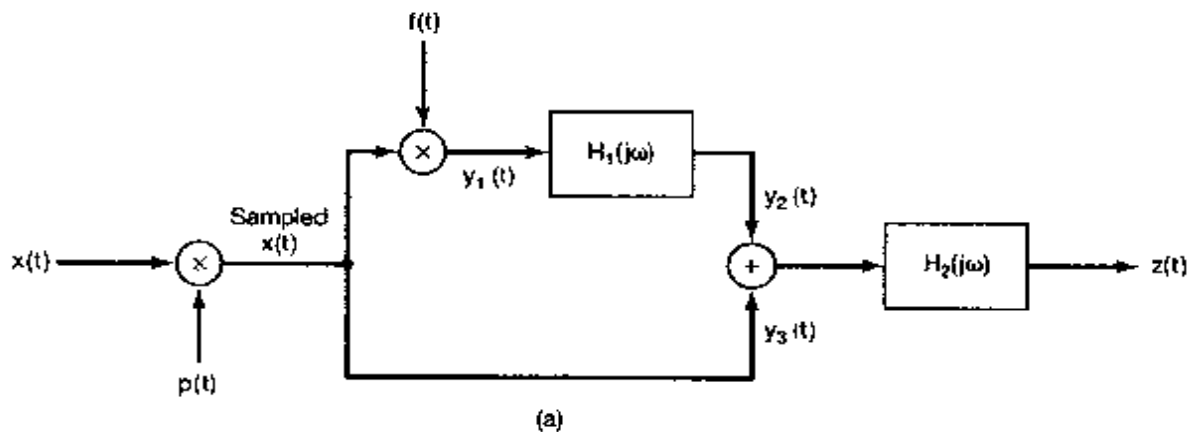 f(t)
×
y₁(t)
H₁(jω)
y₂(t)
Sampled
x(t)
x(t)
×
p(t)
+
H₂(jω)
z(t)
y₃(t)
(a)